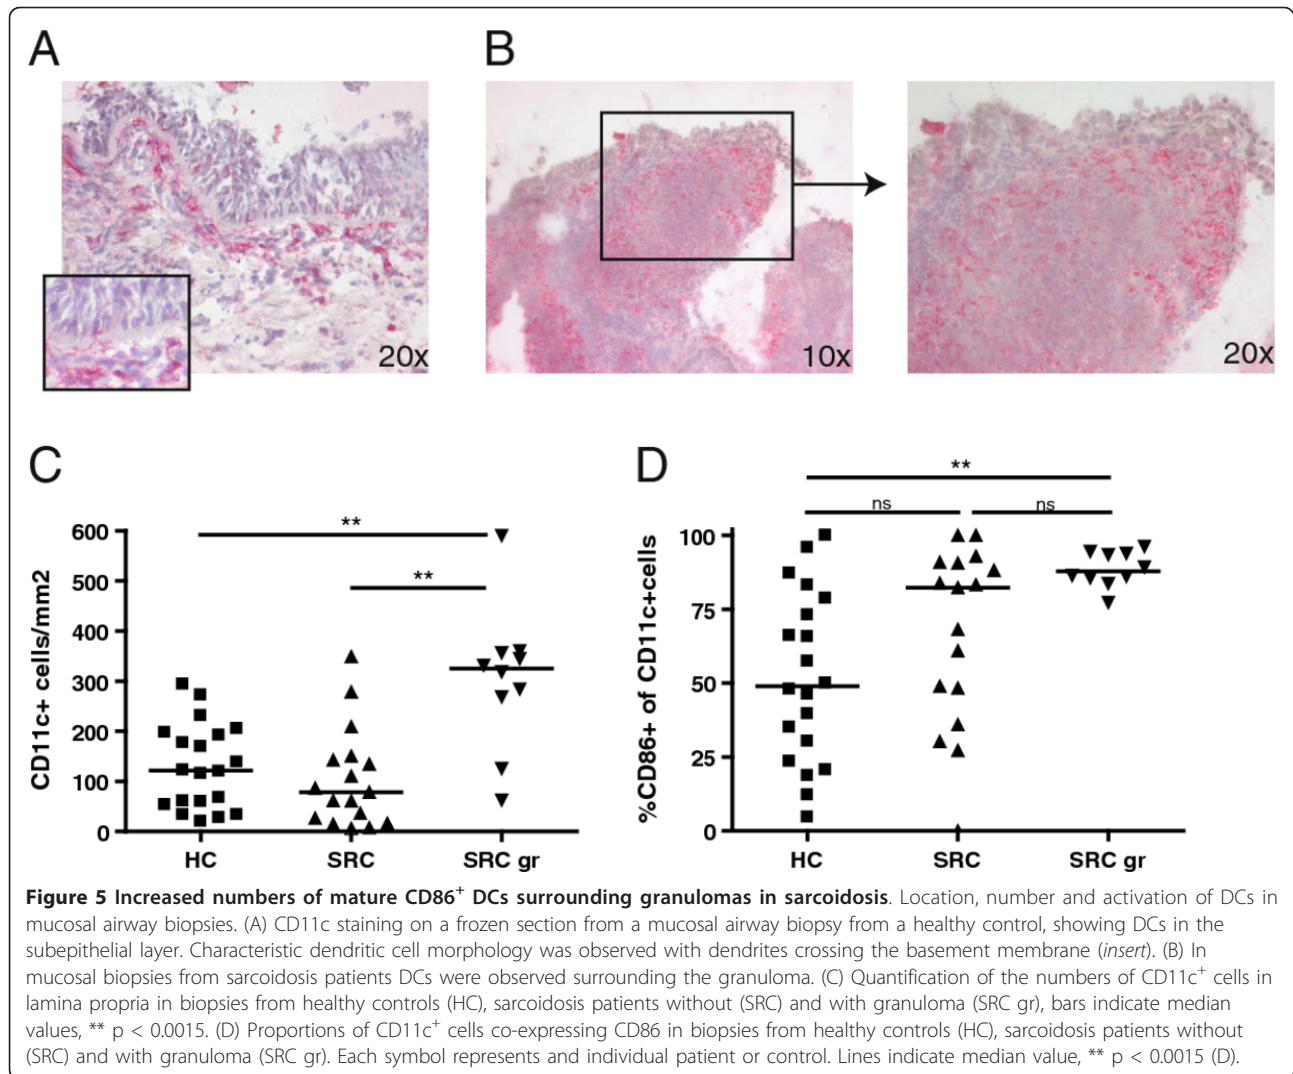 A
B
20x
10x
20x
C
D
**
**
600
500
400
300
200
100
0
CD11c+ cells/mm2
HC
SRC
SRC gr
**
ns
ns
100
75
50
25
0
%CD86+ of CD11c+cells
HC
SRC
SRC gr
Figure 5 Increased numbers of mature CD86+ DCs surrounding granulomas in sarcoidosis. Location, number and activation of DCs in
mucosal airway biopsies. (A) CD11c staining on a frozen section from a mucosal airway biopsy from a healthy control, showing DCs in the
subepithelial layer. Characteristic dendritic cell morphology was observed with dendrites crossing the basement membrane (insert). (B) In
mucosal biopsies from sarcoidosis patients DCs were observed surrounding the granuloma. (C) Quantification of the numbers of CD11c+ cells in
lamina propria in biopsies from healthy controls (HC), sarcoidosis patients without (SRC) and with granuloma (SRC gr), bars indicate median
values, ** p < 0.0015. (D) Proportions of CD11c+ cells co-expressing CD86 in biopsies from healthy controls (HC), sarcoidosis patients without
(SRC) and with granuloma (SRC gr). Each symbol represents and individual patient or control. Lines indicate median value, ** p < 0.0015 (D).